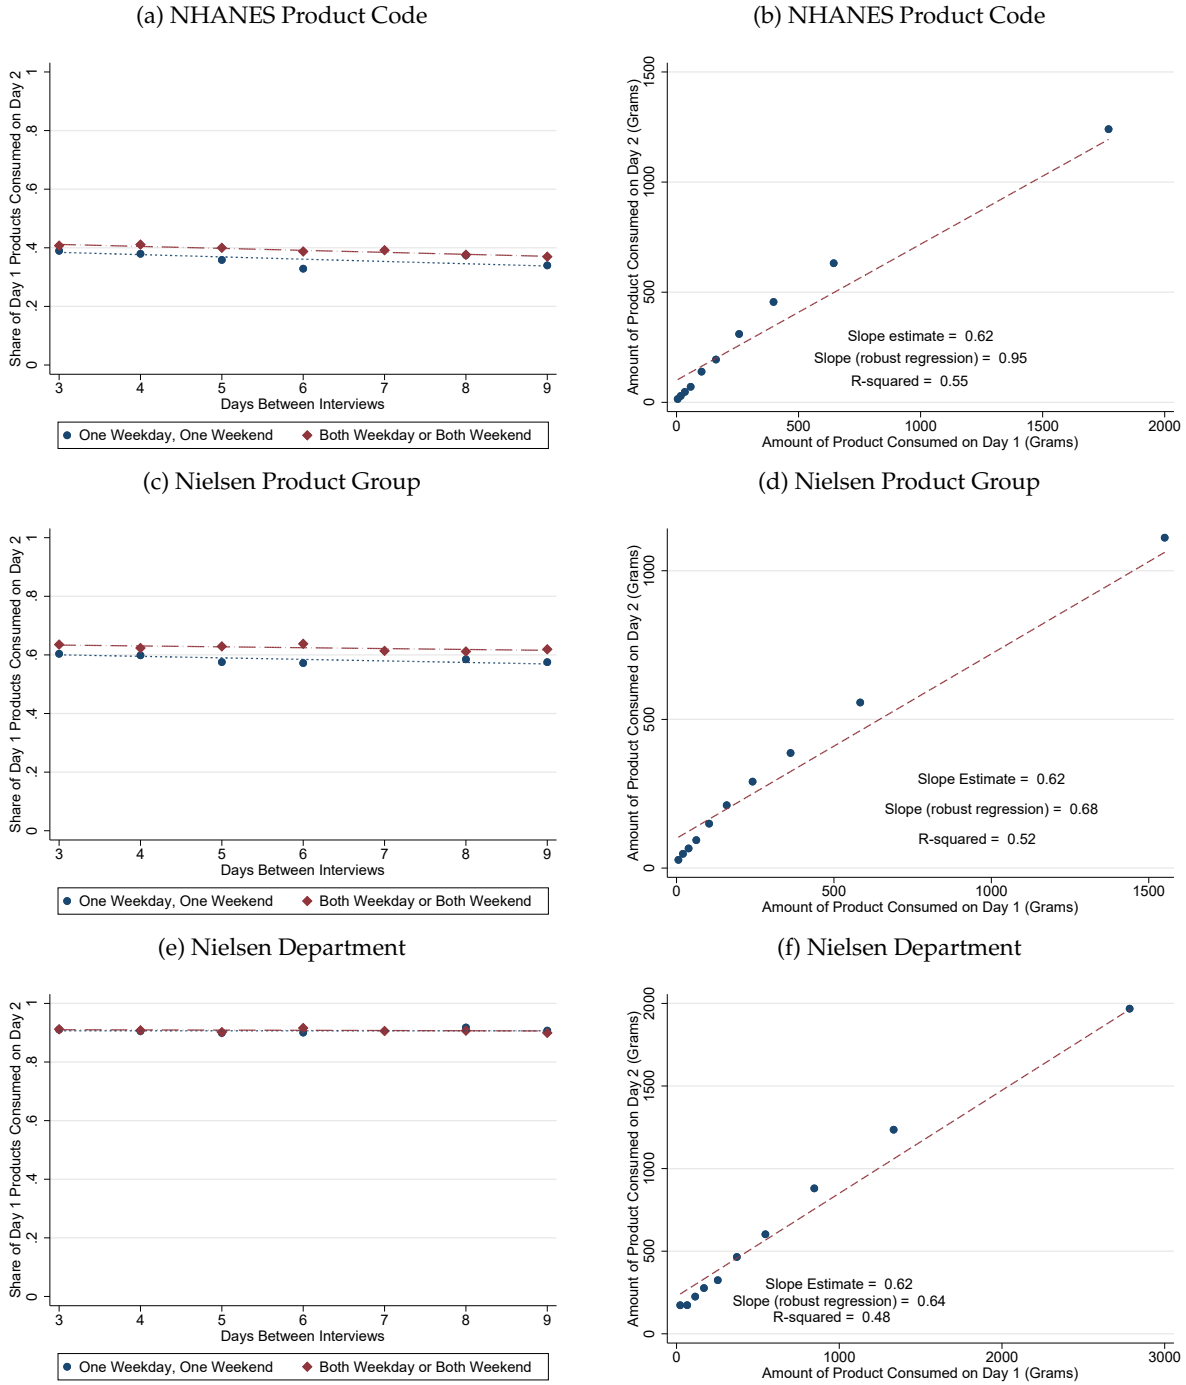 (a) NHANES Product Code
Share of Day 1 Products Consumed on Day 2
1
.8
.6
.4
.2
0
3 4 5 6 7 8 9
Days Between Interviews
One Weekday, One Weekend Both Weekday or Both Weekend
(b) NHANES Product Code
Amount of Product Consumed on Day 2 (Grams)
1500
1000
500
0
Slope estimate = 0.62
Slope (robust regression) = 0.95
R-squared = 0.55
0 500 1000 1500 2000
Amount of Product Consumed on Day 1 (Grams)
(c) Nielsen Product Group
Share of Day 1 Products Consumed on Day 2
1
.8
.6
.4
.2
0
3 4 5 6 7 8 9
Days Between Interviews
One Weekday, One Weekend Both Weekday or Both Weekend
(d) Nielsen Product Group
Amount of Product Consumed on Day 2 (Grams)
1000
500
0
Slope Estimate = 0.62
Slope (robust regression) = 0.68
R-squared = 0.52
0 500 1000 1500
Amount of Product Consumed on Day 1 (Grams)
(e) Nielsen Department
Share of Day 1 Products Consumed on Day 2
1
.8
.6
.4
.2
0
3 4 5 6 7 8 9
Days Between Interviews
One Weekday, One Weekend Both Weekday or Both Weekend
(f) Nielsen Department
Amount of Product Consumed on Day 2 (Grams)
2000
1500
1000
500
0
Slope Estimate = 0.62
Slope (robust regression) = 0.64
R-squared = 0.48
0 1000 2000 3000
Amount of Product Consumed on Day 1 (Grams)